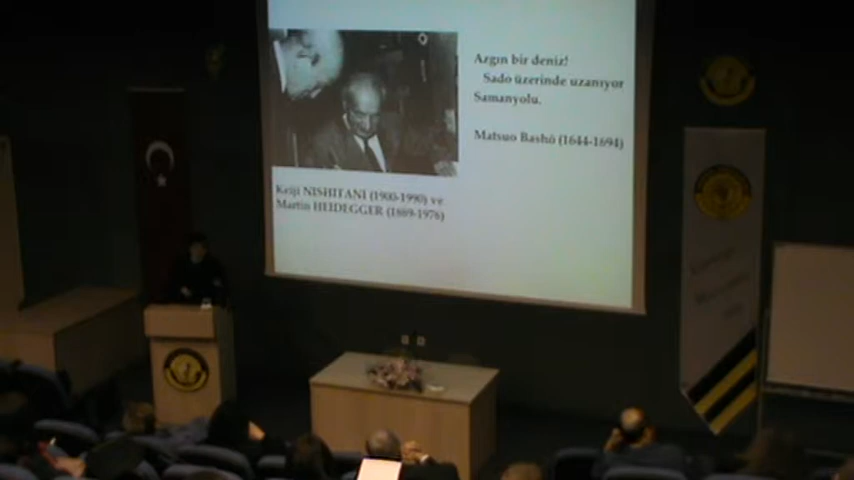 Azgın bir deniz!
Sado üzerinde uzanıyor
Samanyolu.
Matsuo Bashō (1644-1694)
Keiji NISHITANI (1900-1990) ve
Martin HEIDEGGER (1889-1976)